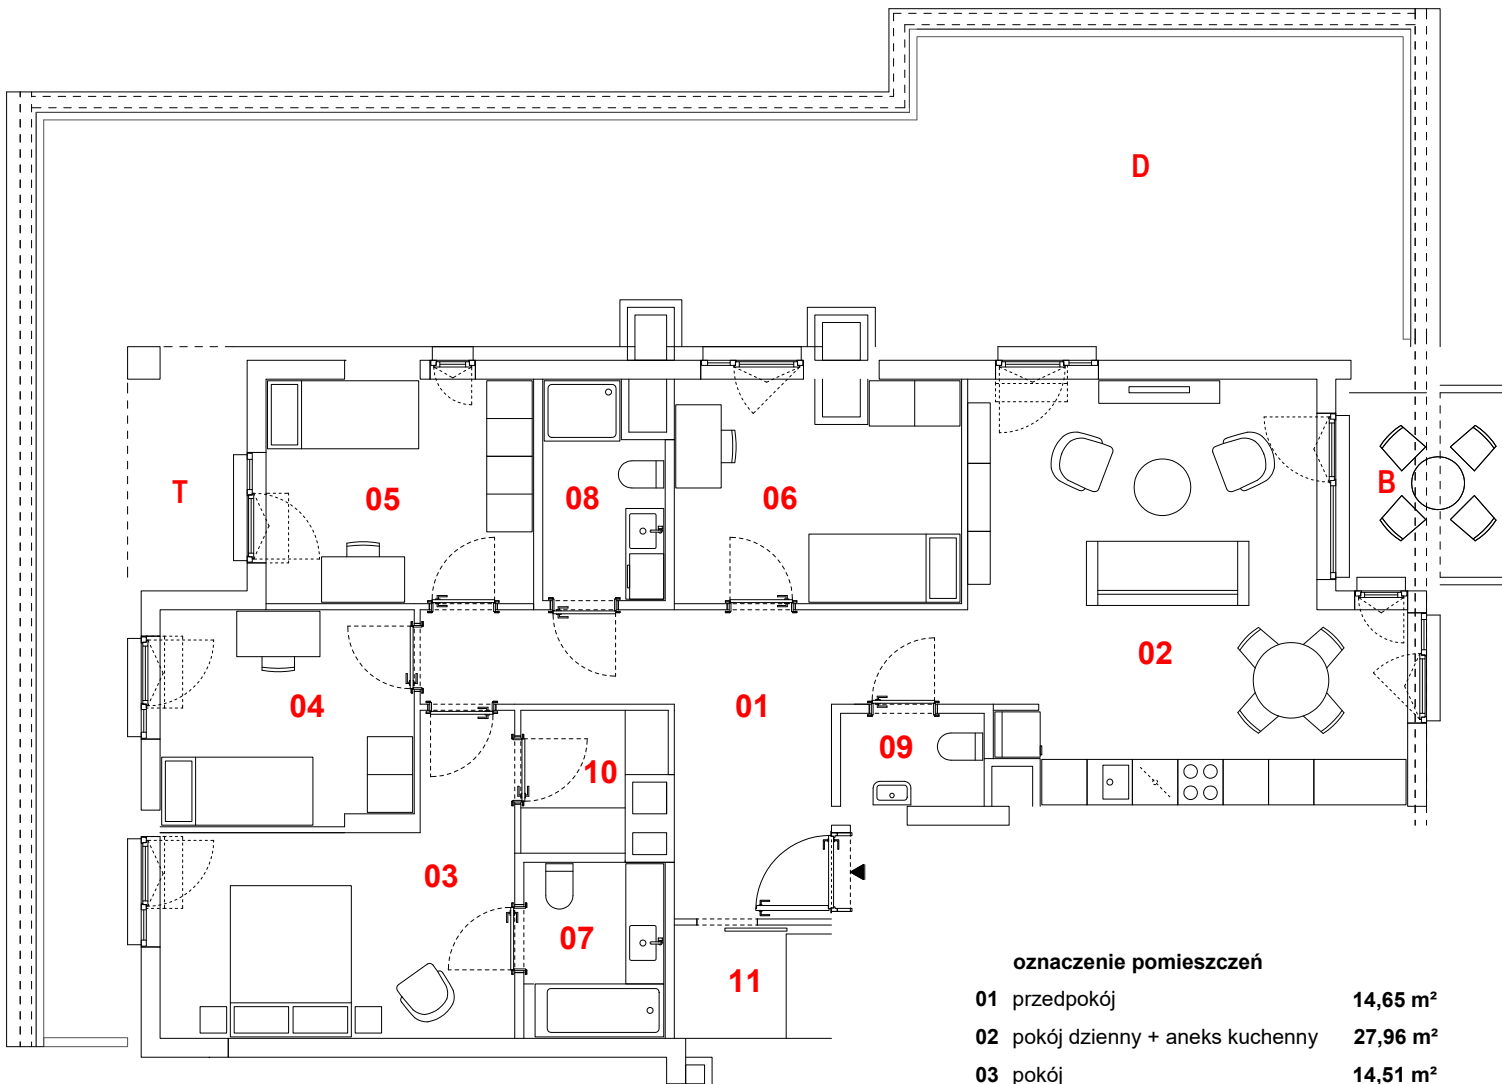 D
T
05
08
06
B
02
04
01
09
10
03
07
11
oznaczenie pomieszczeń
01 przedpokój 14,65 m²
02 pokój dzienny + aneks kuchenny 27,96 m²
03 pokój 14,51 m²